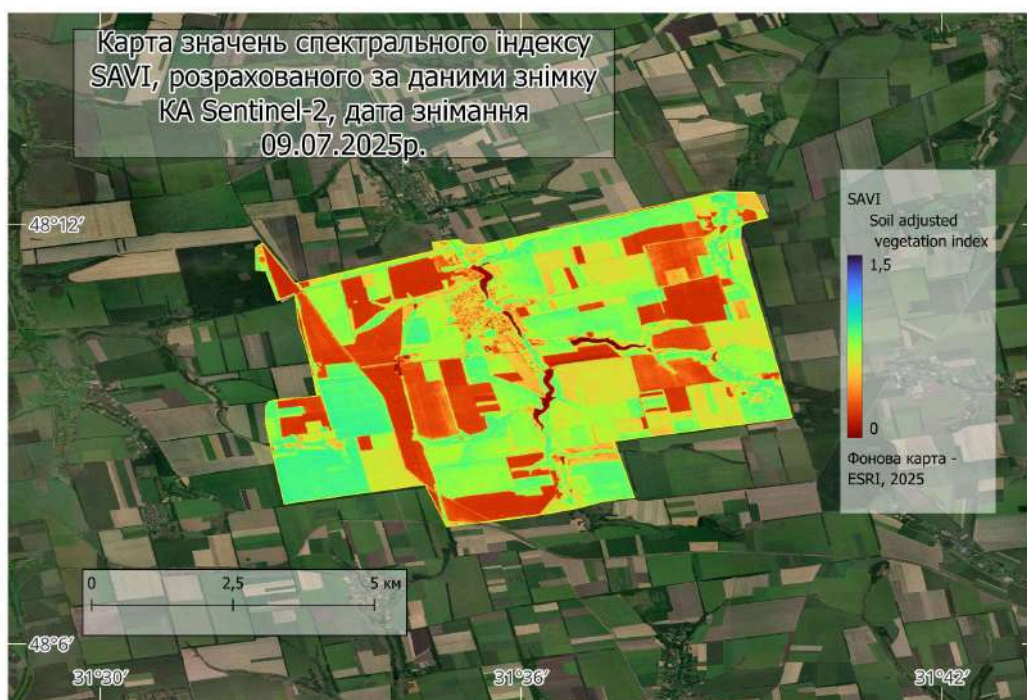 Карта значень спектрального індексу
SAVI, розрахованого за даними знімку
КА Sentinel-2, дата знімання
09.07.2025р.
48°12′
SAVI
Soil adjusted
vegetation index
1,5
0
Фонова карта -
ESRI, 2025
0 2,5 5 км
48°6′
31°30′ 31°36′ 31°42′